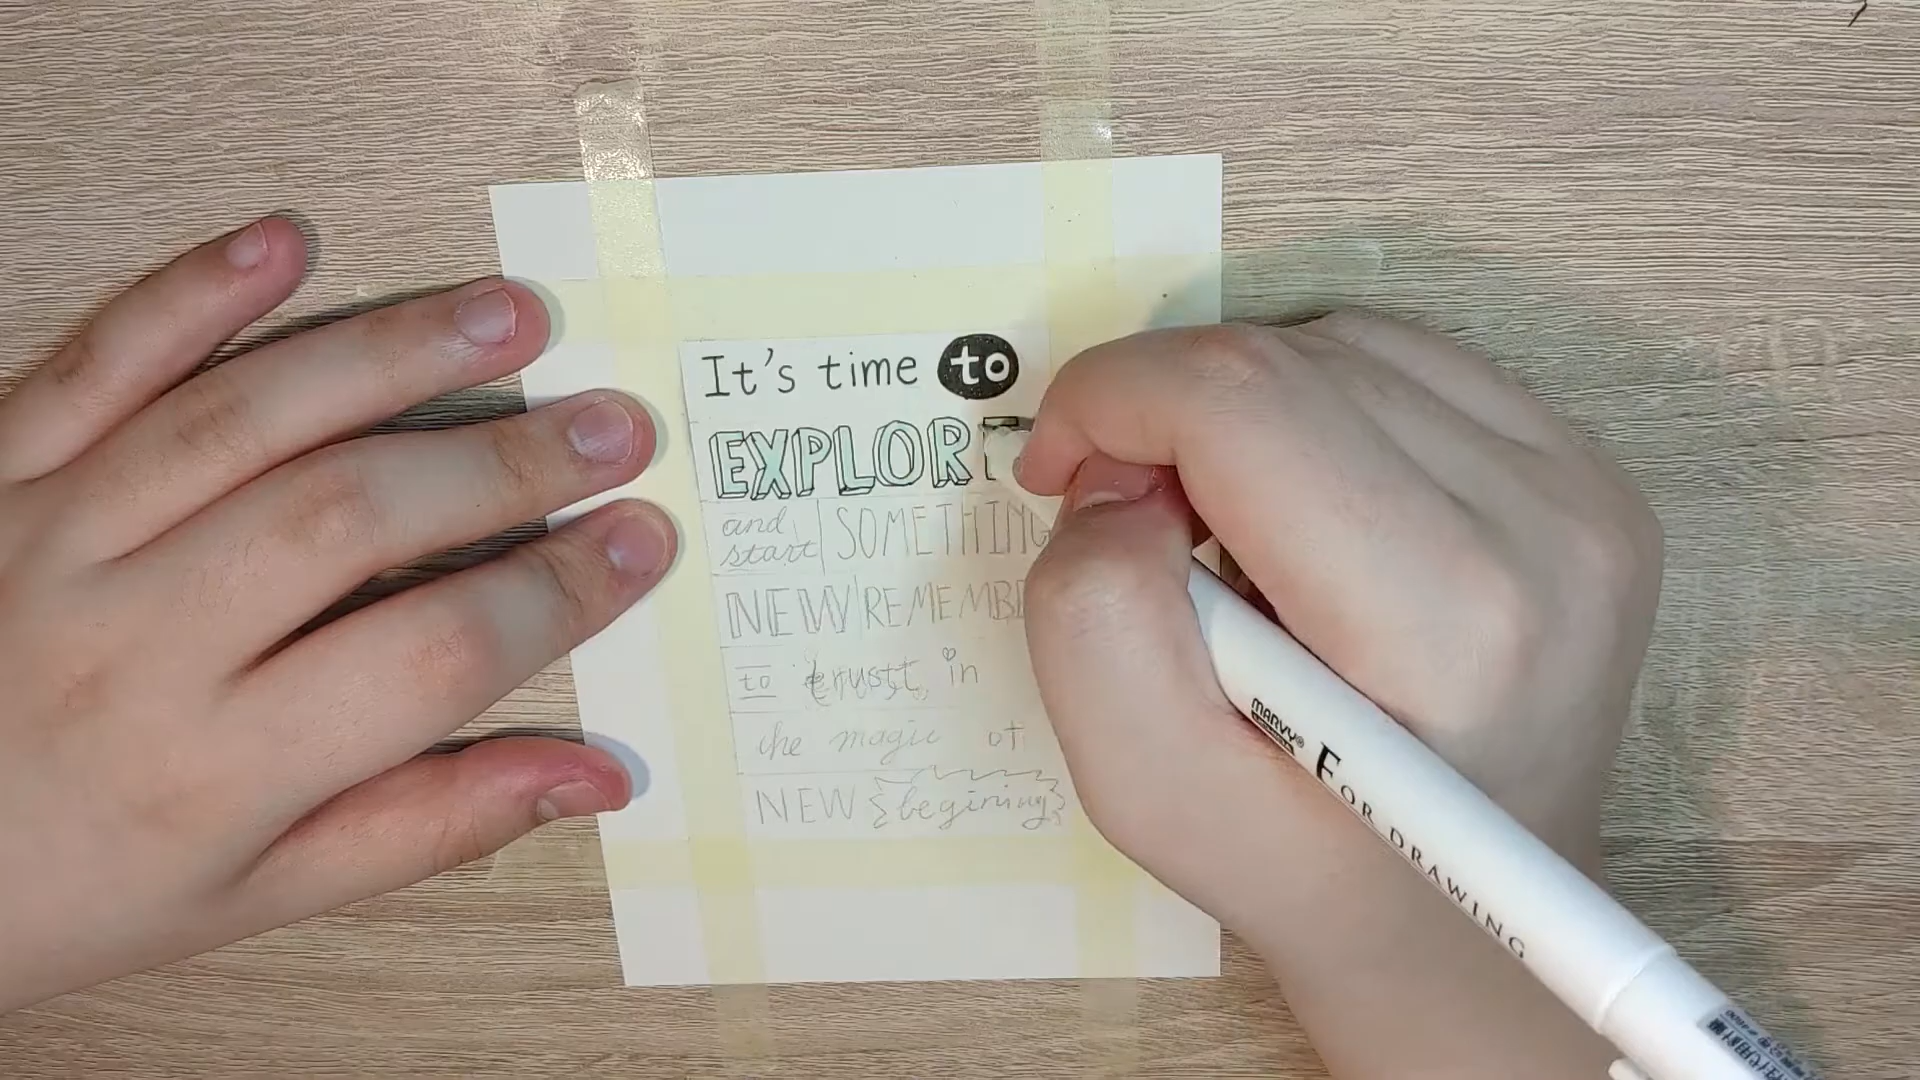 It's time to
EXPLOR
and SOMETHING
start
NEW REMEMBE
to trust in
the magic of
NEW begining
MARVY®
FOR DRAWING